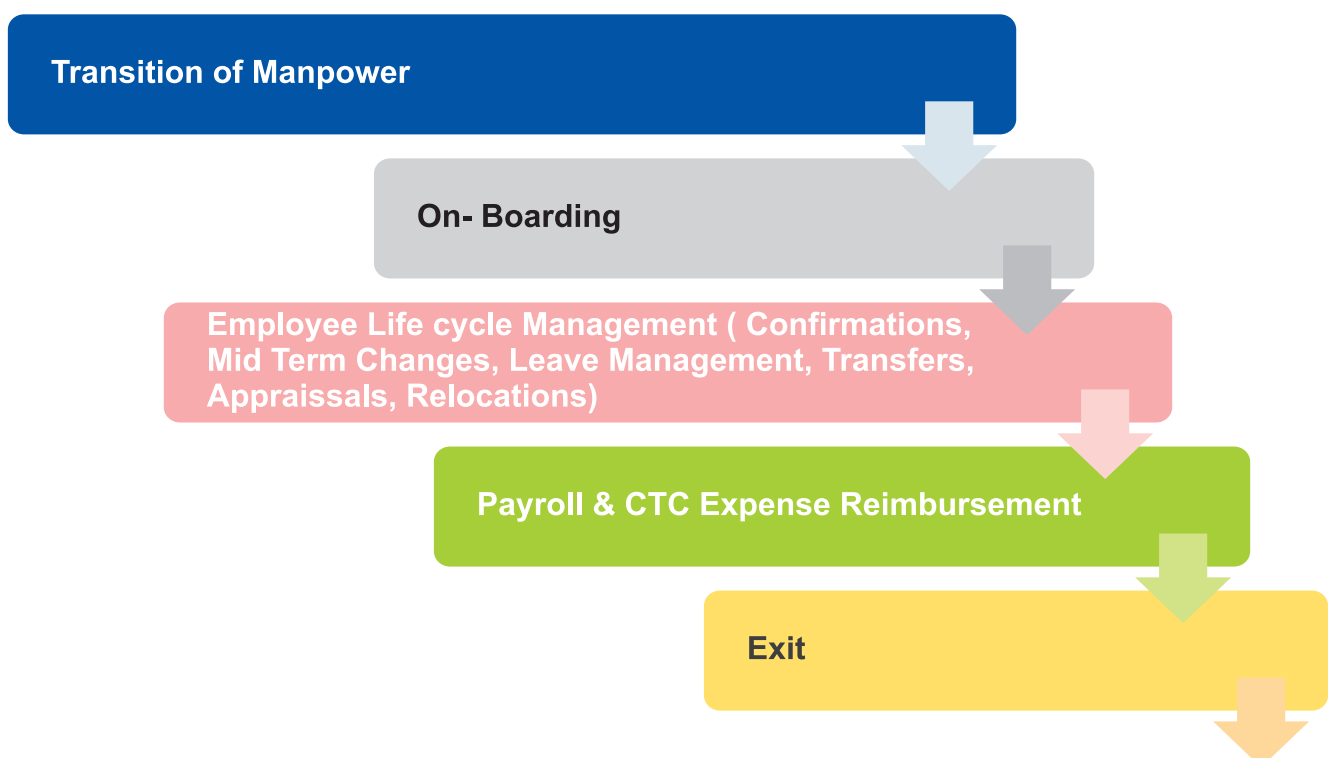 Transition of Manpower
On- Boarding
Employee Life cycle Management ( Confirmations,
Mid Term Changes, Leave Management, Transfers,
Appraissals, Relocations)
Payroll & CTC Expense Reimbursement
Exit